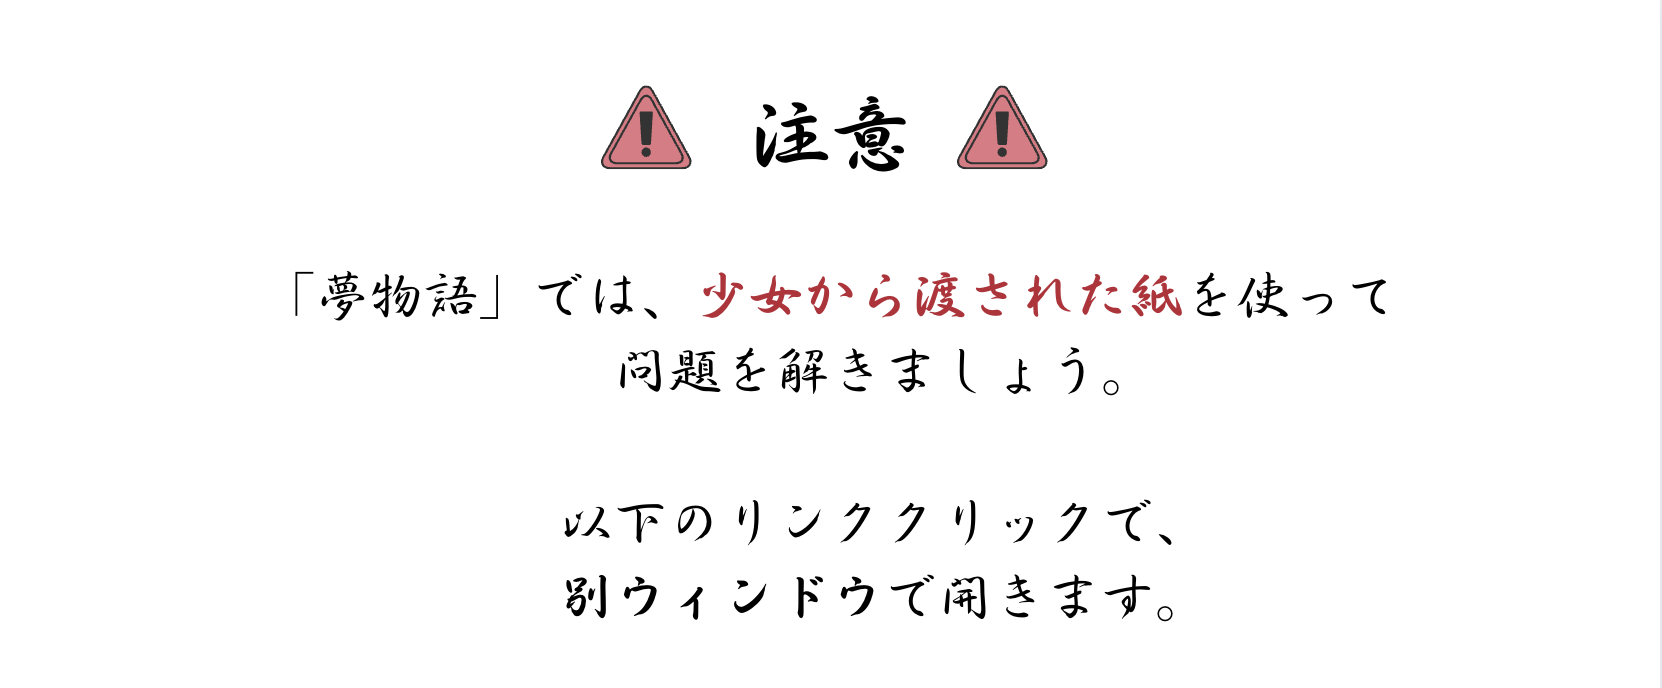 注意
「夢物語」では、少女から渡された紙を使って
問題を解きましょう。
以下のリンククリックで、
別ウィンドウで開きます。